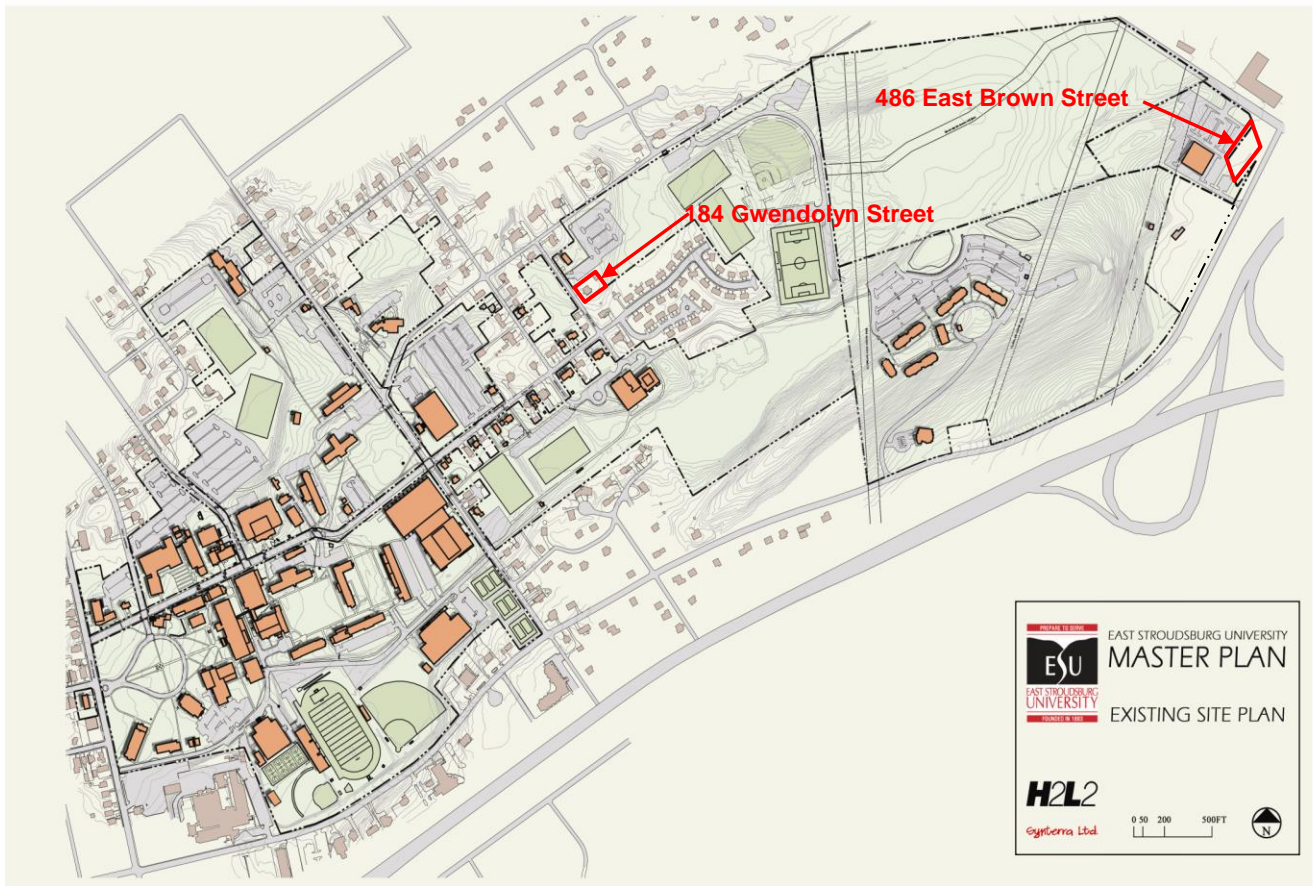 486 East Brown Street
184 Gwendolyn Street
PREPARE TO SERVE
ESU
EAST STROUDSBURG
UNIVERSITY
FOUNDED IN 1893
EAST STROUDSBURG UNIVERSITY
MASTER PLAN
EXISTING SITE PLAN
H2L2
Synterra Ltd.
0 50 200 500FT
N